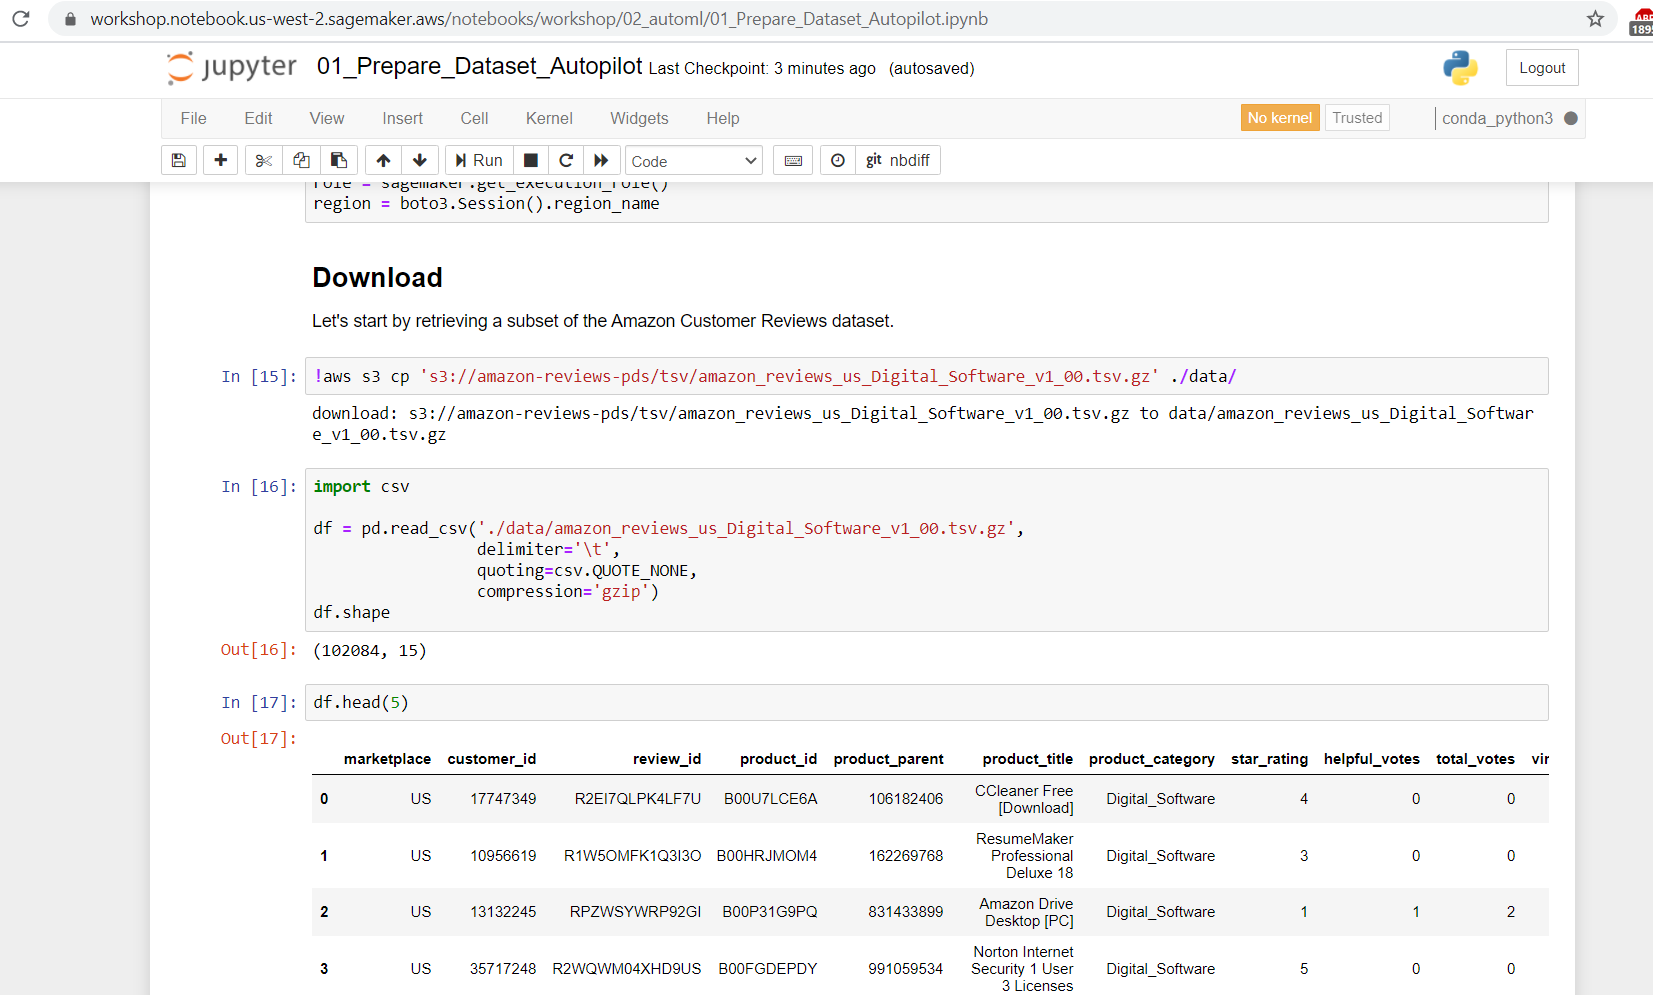 workshop.notebook.us-west-2.sagemaker.aws/notebooks/workshop/02_automl/01_Prepare_Dataset_Autopilot.ipynb
189
jupyter 01_Prepare_Dataset_Autopilot Last Checkpoint: 3 minutes ago (autosaved)
Logout
File Edit View Insert Cell Kernel Widgets Help No kernel Trusted conda_python3
Run Code git nbdiff
role = sagemaker.get_execution_role()
region = boto3.Session().region_name
Download
Let's start by retrieving a subset of the Amazon Customer Reviews dataset.
In [15]: !aws s3 cp 's3://amazon-reviews-pds/tsv/amazon_reviews_us_Digital_Software_v1_00.tsv.gz' ./data/
download: s3://amazon-reviews-pds/tsv/amazon_reviews_us_Digital_Software_v1_00.tsv.gz to data/amazon_reviews_us_Digital_Softwar
e_v1_00.tsv.gz
In [16]: import csv
df = pd.read_csv('./data/amazon_reviews_us_Digital_Software_v1_00.tsv.gz',
delimiter='\t',
quoting=csv.QUOTE_NONE,
compression='gzip')
df.shape
Out[16]: (102084, 15)
In [17]: df.head(5)
Out[17]:
marketplace customer_id review_id product_id product_parent product_title product_category star_rating helpful_votes total_votes vir
0 US 17747349 R2EI7QLPK4LF7U B00U7LCE6A 106182406 CCleaner Free [Download] Digital_Software 4 0 0
1 US 10956619 R1W5OMFK1Q3I3O B00HRJMOM4 162269768 ResumeMaker Professional Deluxe 18 Digital_Software 3 0 0
2 US 13132245 RPZWSYWRP92GI B00P31G9PQ 831433899 Amazon Drive Desktop [PC] Digital_Software 1 1 2
3 US 35717248 R2WQWM04XHD9US B00FGDEPDY 991059534 Norton Internet Security 1 User 3 Licenses Digital_Software 5 0 0